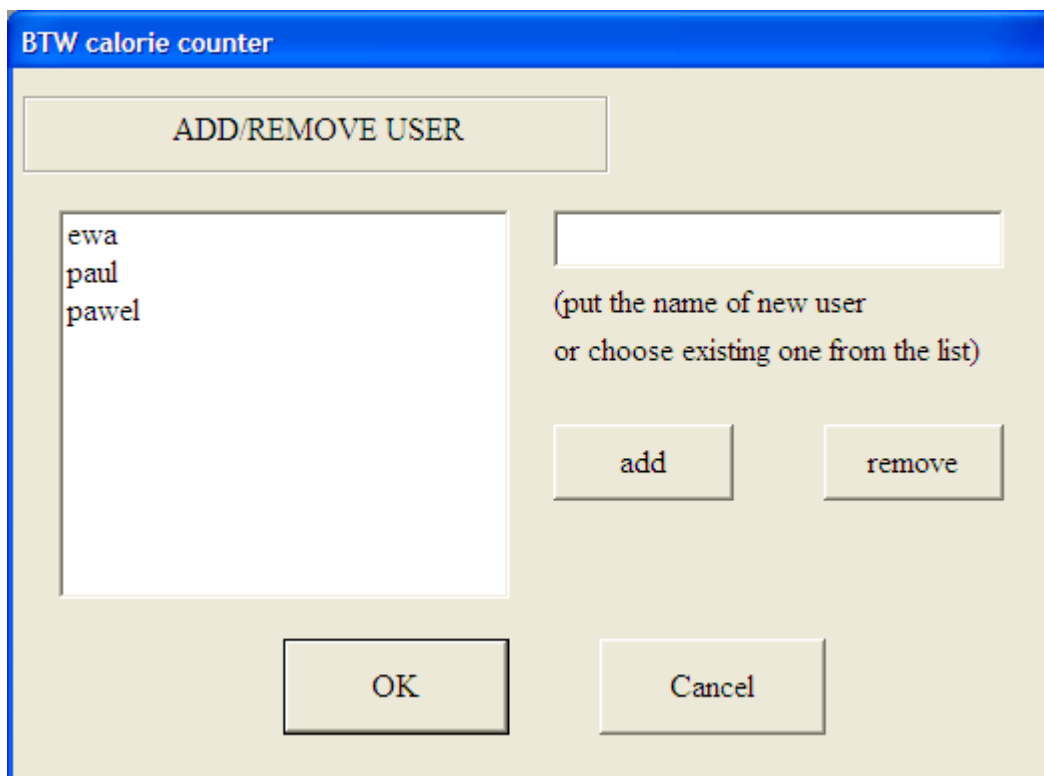 BTW calorie counter
ADD/REMOVE USER
ewa
paul
pawel
(put the name of new user
or choose existing one from the list)
add
remove
OK
Cancel